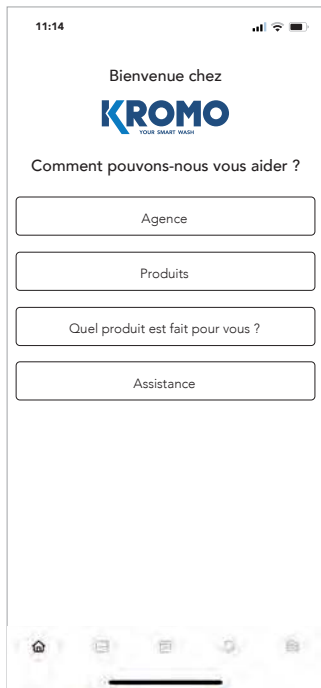 11:14
Bienvenue chez
KROMO
YOUR SMART WASH
Comment pouvons-nous vous aider ?
Agence
Produits
Quel produit est fait pour vous ?
Assistance